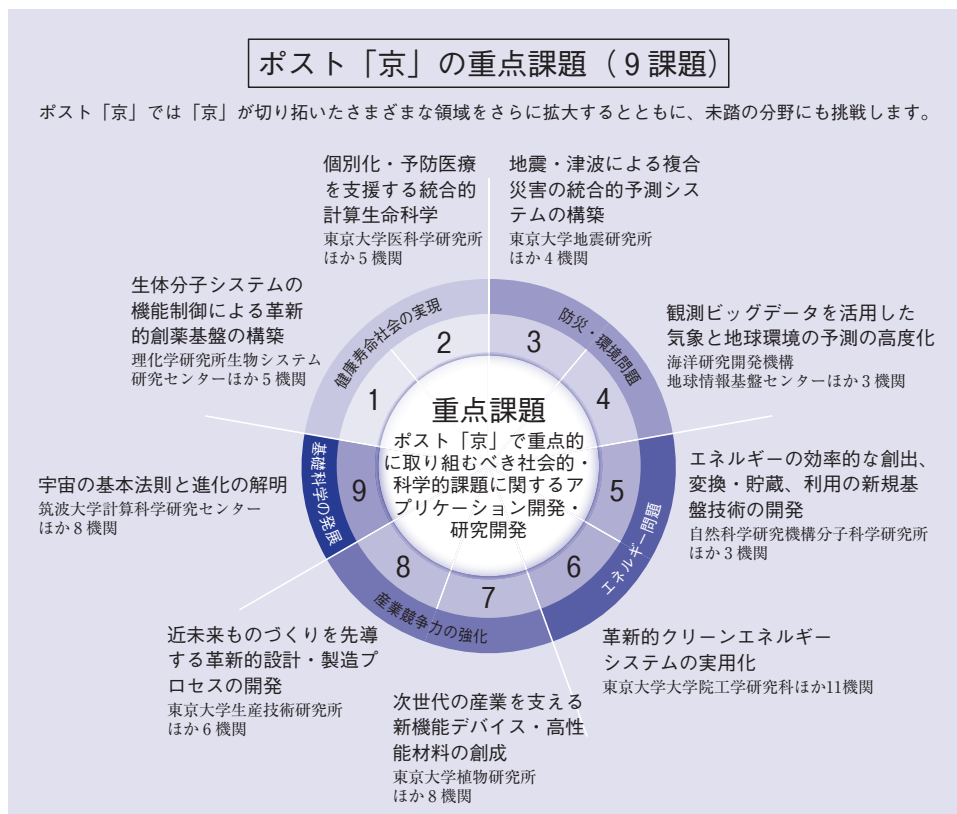 ポスト「京」の重点課題（9課題）
ポスト「京」では「京」が切り拓いたさまざまな領域をさらに拡大するとともに、未踏の分野にも挑戦します。
個別化・予防医療
を支援する統合的
計算生命科学
東京大学医科学研究所
ほか5機関
地震・津波による複合
災害の統合的予測シス
テムの構築
東京大学地震研究所
ほか4機関
生体分子システムの
機能制御による革新
的創薬基盤の構築
理化学研究所生物システム
研究センターほか5機関
観測ビッグデータを活用した
気象と地球環境の予測の高度化
海洋研究開発機構
地球情報基盤センターほか3機関
健康寿命社会の実現
防災・環境問題
2
3
1
4
重点課題
ポスト「京」で重点的
に取り組むべき社会的・
科学的課題に関するア
プリケーション開発・
研究開発
基礎科学の発展
9
5
エネルギー問題
8
6
7
産業競争力の強化
宇宙の基本法則と進化の解明
筑波大学計算科学研究センター
ほか8機関
エネルギーの効率的な創出、
変換・貯蔵、利用の新規基
盤技術の開発
自然科学研究機構分子科学研究所
ほか3機関
近未来ものづくりを先導
する革新的設計・製造プ
ロセスの開発
東京大学生産技術研究所
ほか6機関
革新的クリーンエネルギー
システムの実用化
東京大学大学院工学研究科ほか11機関
次世代の産業を支える
新機能デバイス・高性
能材料の創成
東京大学植物研究所
ほか8機関